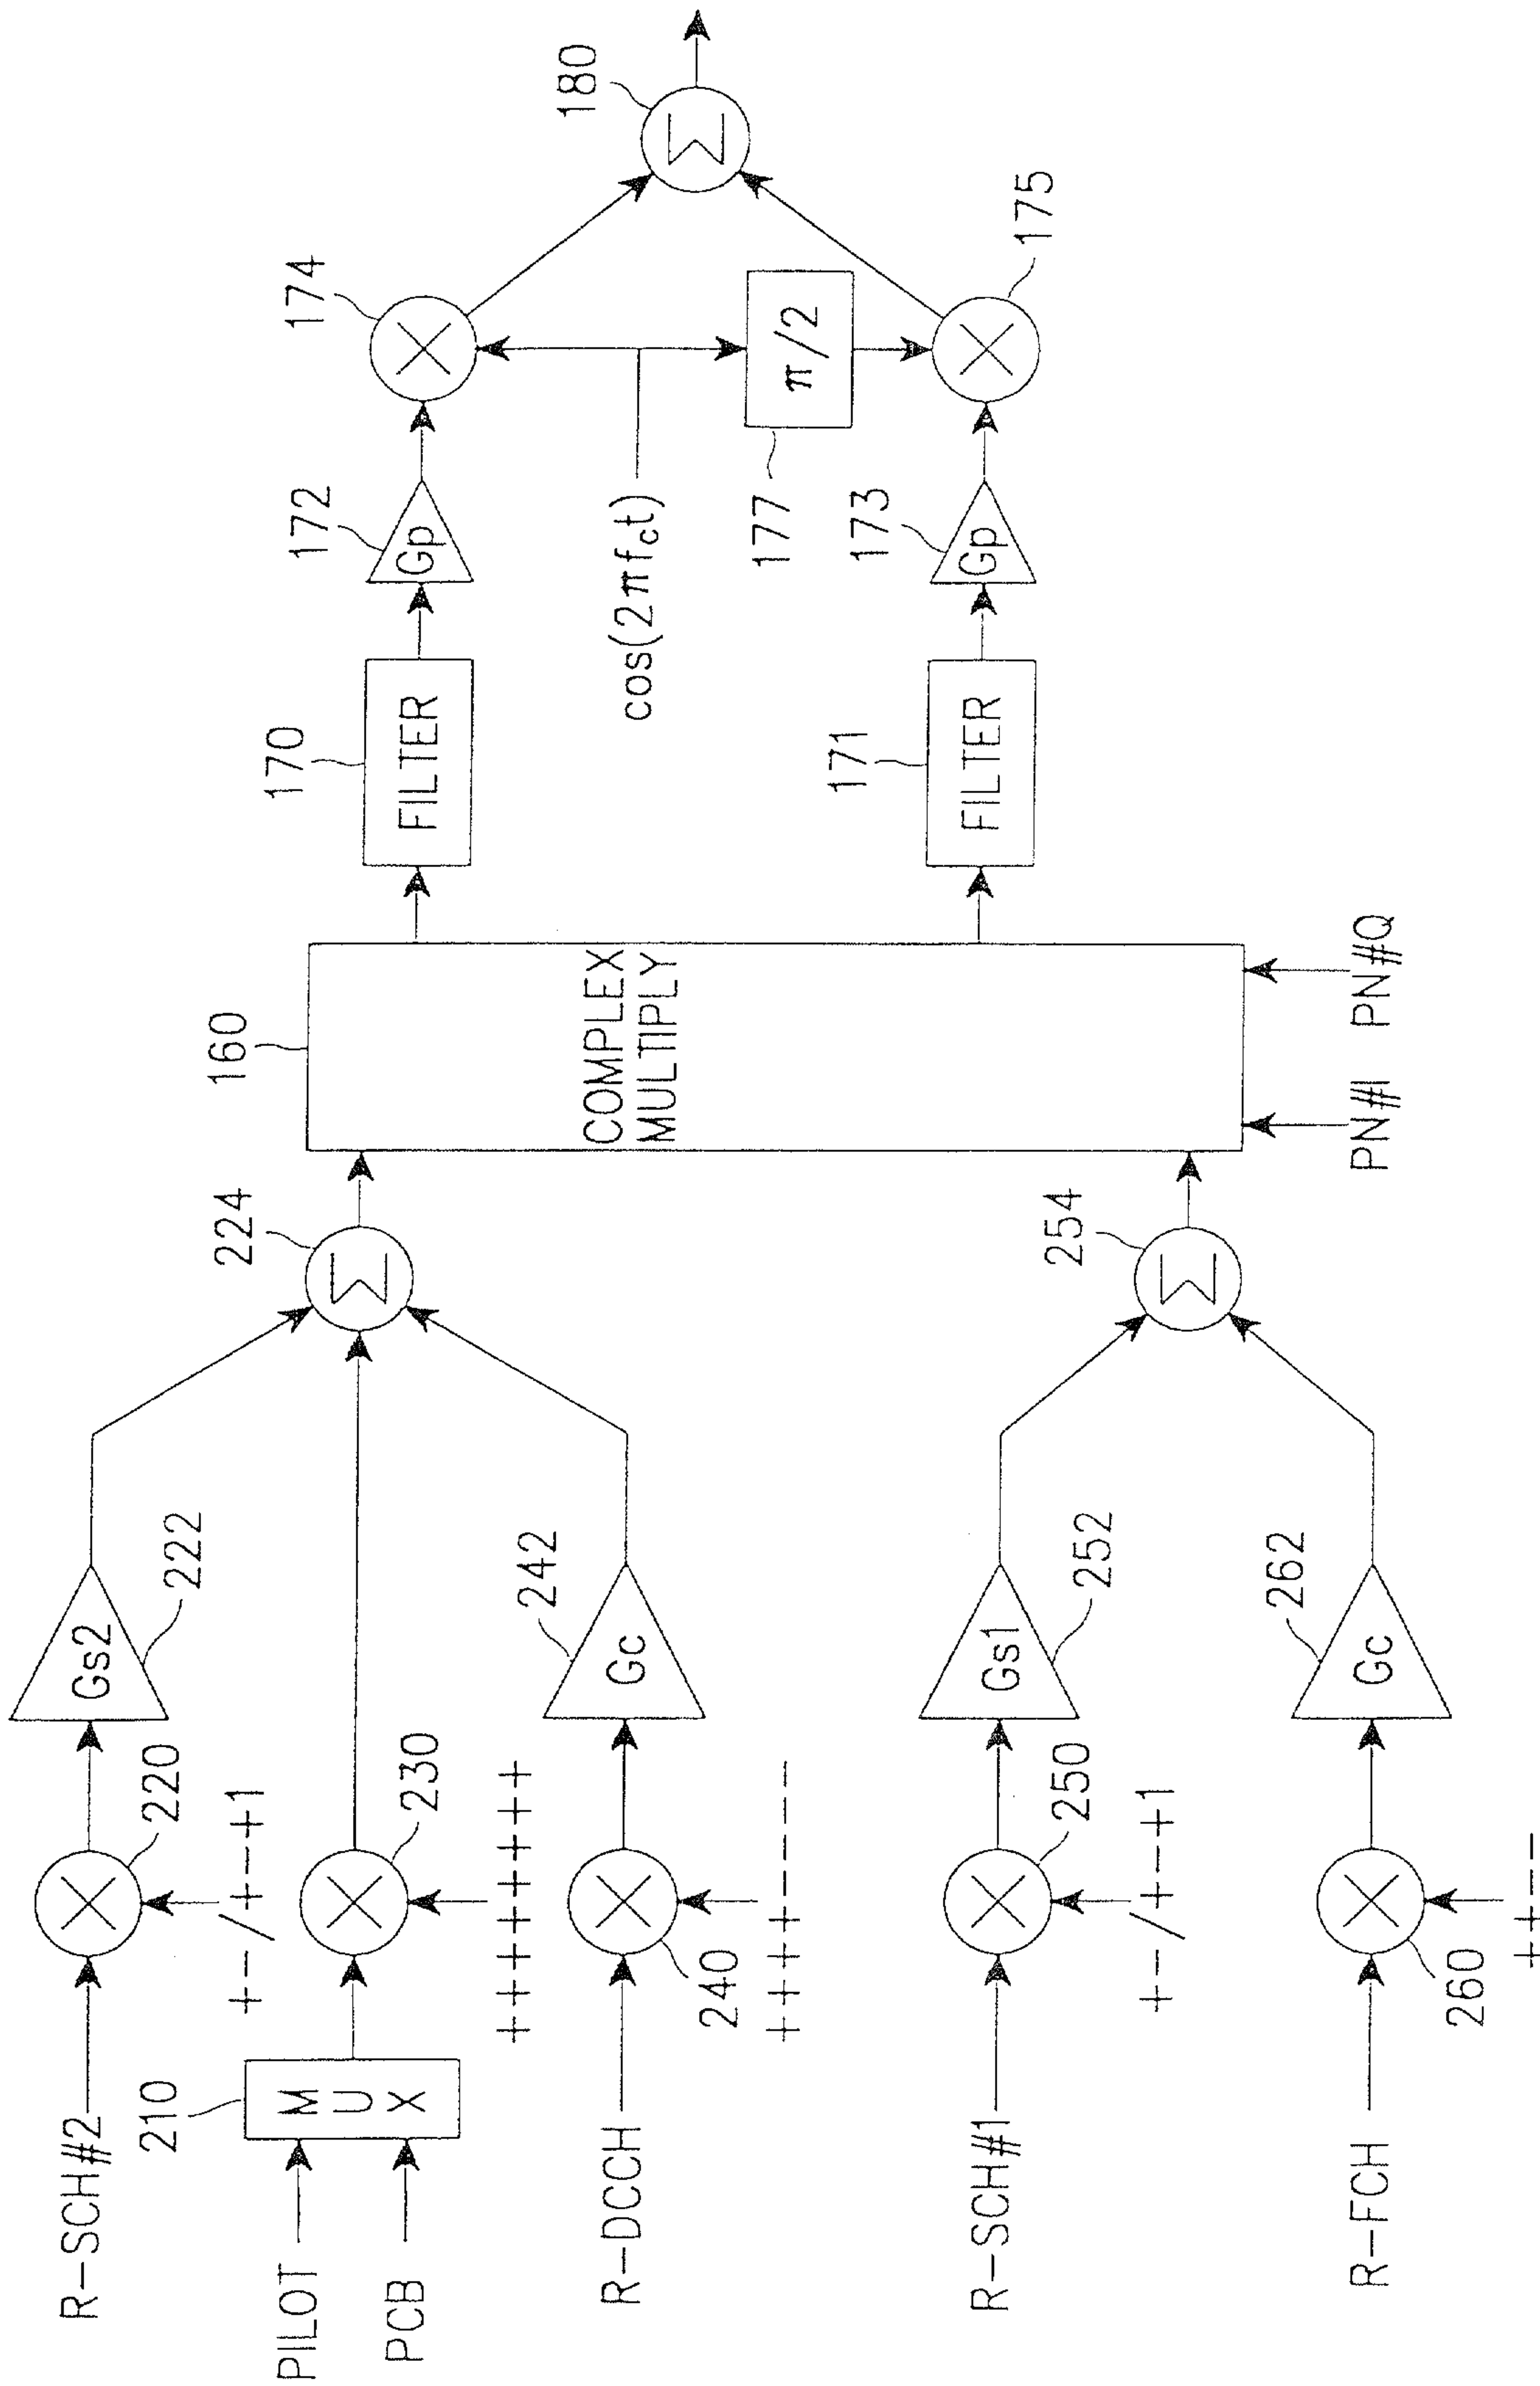 R-SCH#2
220
+-/+--+1
Gs2
222
PILOT
PCB
210
MUX
230
++++++++
R-DCCH
240
++++----
Gc
242
224
Σ
R-SCH#1
250
+-/+--+1
Gs1
252
R-FCH
260
++--
Gc
262
254
Σ
160
COMPLEX
MULTIPLY
PN#I
PN#Q
170
FILTER
172
Gp
174
171
FILTER
173
Gp
175
cos(2πfct)
177
π/2
180
Σ